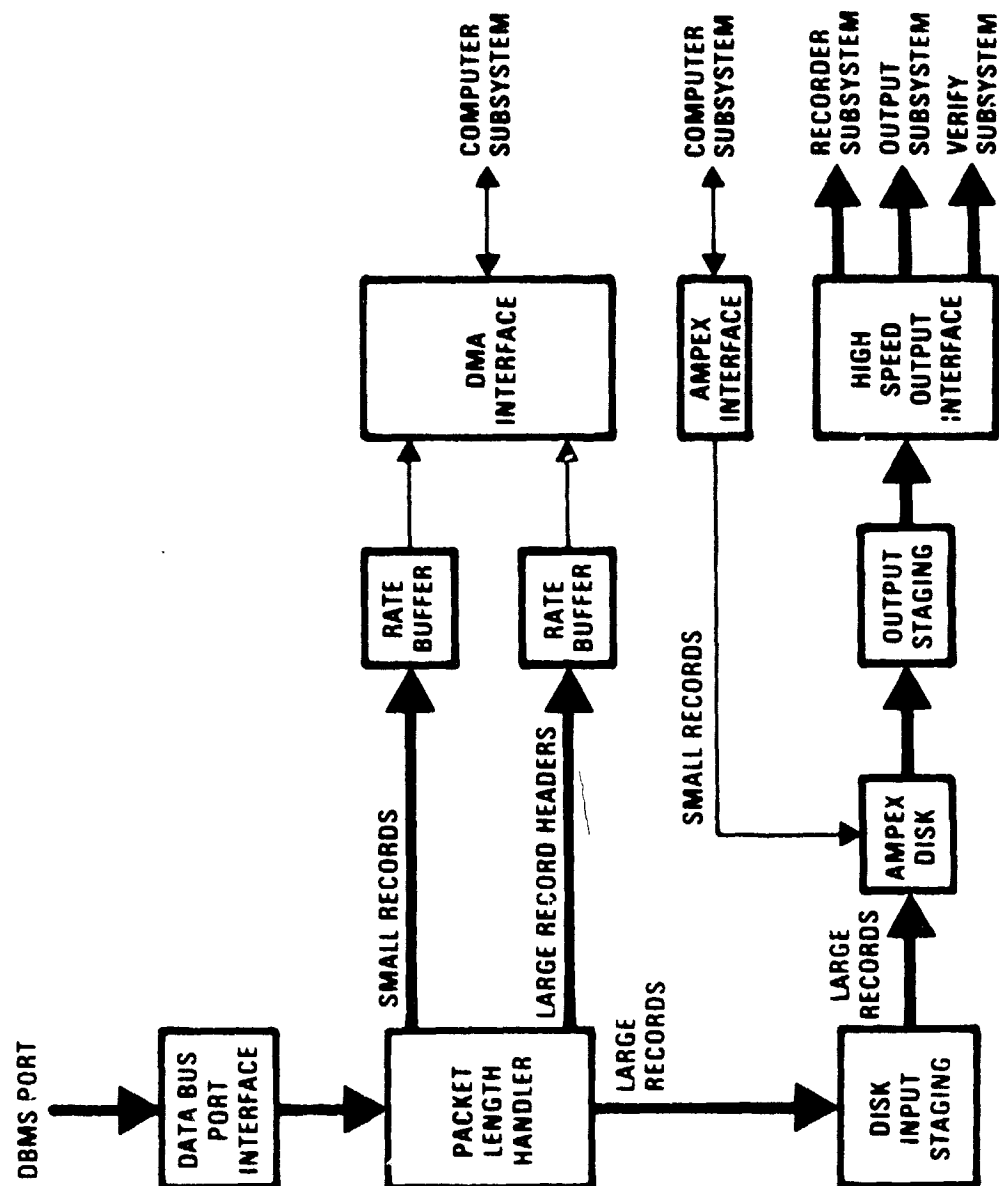 DBMS PORT
DATA BUS
PORT
INTERFACE
PACKET
LENGTH
HANDLER
SMALL RECORDS
LARGE RECORD HEADERS
LARGE
RECORDS
RATE
BUFFER
RATE
BUFFER
DMA
INTERFACE
COMPUTER
SUBSYSTEM
DISK
INPUT
STAGING
LARGE
RECORDS
AMPEX
DISK
SMALL RECORDS
AMPEX
INTERFACE
COMPUTER
SUBSYSTEM
OUTPUT
STAGING
HIGH
SPEED
OUTPUT
INTERFACE
RECORDER
SUBSYSTEM
OUTPUT
SUBSYSTEM
VERIFY
SUBSYSTEM